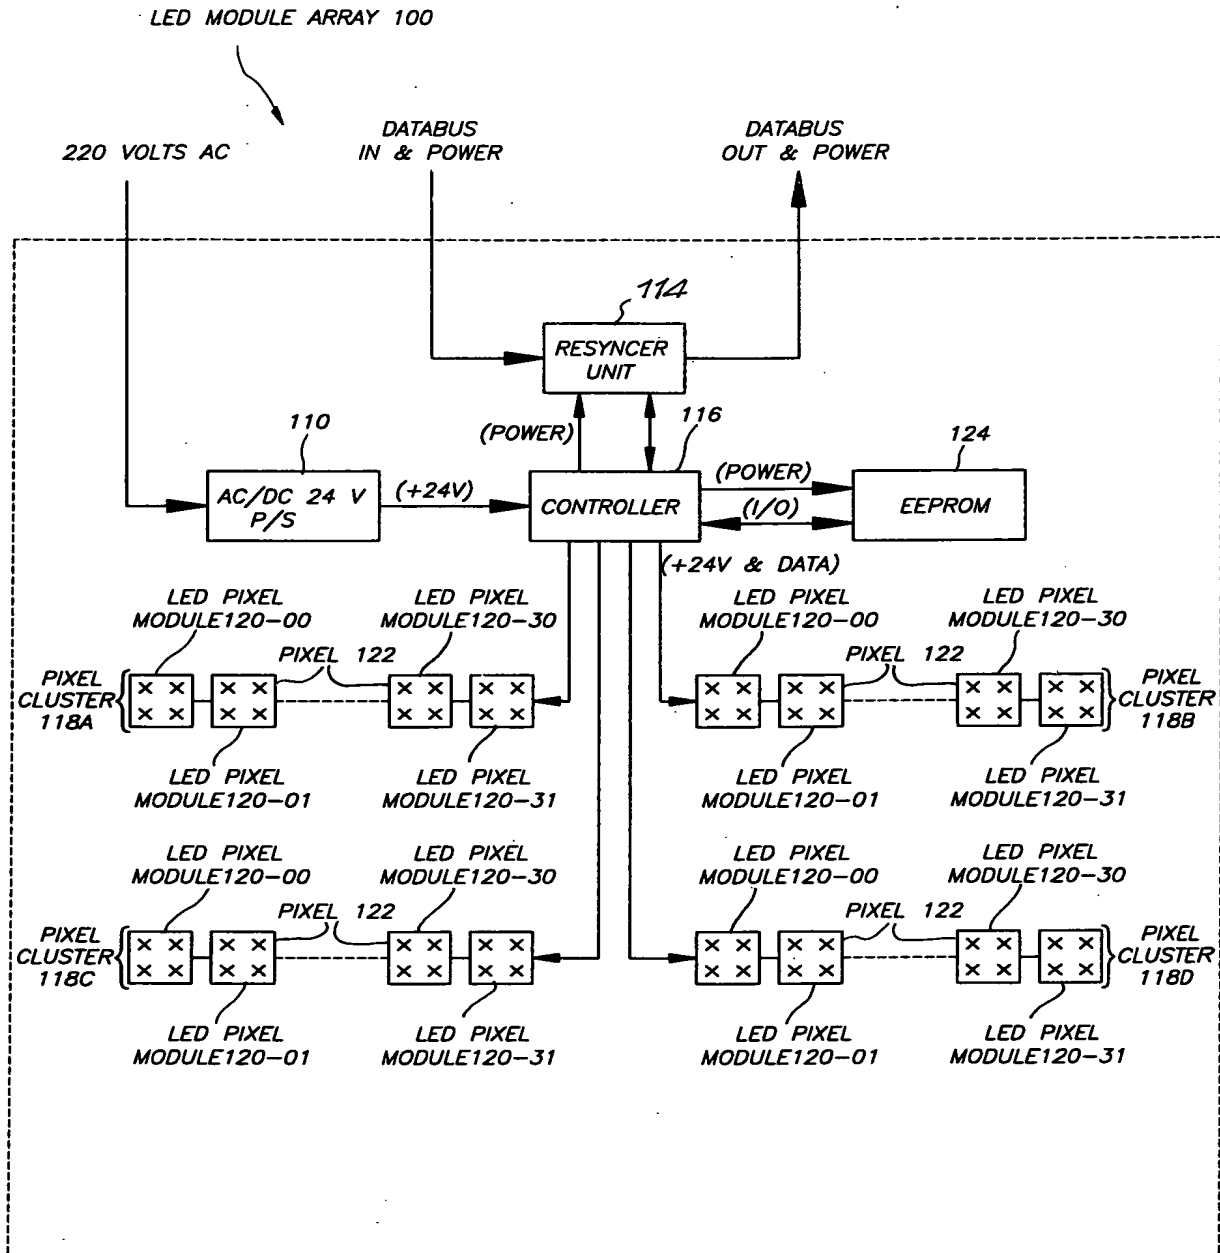 LED MODULE ARRAY 100
220 VOLTS AC
DATABUS
IN & POWER
DATABUS
OUT & POWER
114
RESYNCER
UNIT
110
(POWER)
116
124
AC/DC 24 V
P/S
(+24V)
CONTROLLER
(POWER)
(I/O)
EEPROM
(+24V & DATA)
LED PIXEL
MODULE120-00
LED PIXEL
MODULE120-30
LED PIXEL
MODULE120-00
LED PIXEL
MODULE120-30
PIXEL 122
PIXEL 122
PIXEL
CLUSTER
118A
PIXEL
CLUSTER
118B
LED PIXEL
MODULE120-01
LED PIXEL
MODULE120-31
LED PIXEL
MODULE120-01
LED PIXEL
MODULE120-31
LED PIXEL
MODULE120-00
LED PIXEL
MODULE120-30
LED PIXEL
MODULE120-00
LED PIXEL
MODULE120-30
PIXEL 122
PIXEL 122
PIXEL
CLUSTER
118C
PIXEL
CLUSTER
118D
LED PIXEL
MODULE120-01
LED PIXEL
MODULE120-31
LED PIXEL
MODULE120-01
LED PIXEL
MODULE120-31